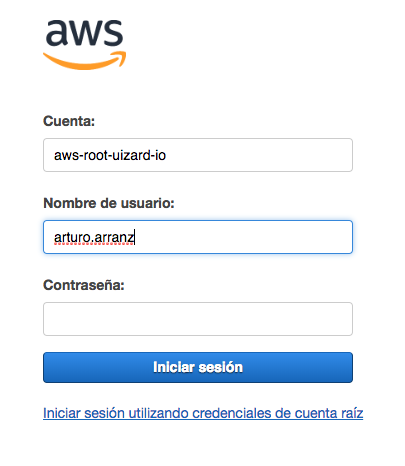 aws
Cuenta:
aws-root-uizard-io
Nombre de usuario:
arturo.arranz
Contraseña:
Iniciar sesión
Iniciar sesión utilizando credenciales de cuenta raíz